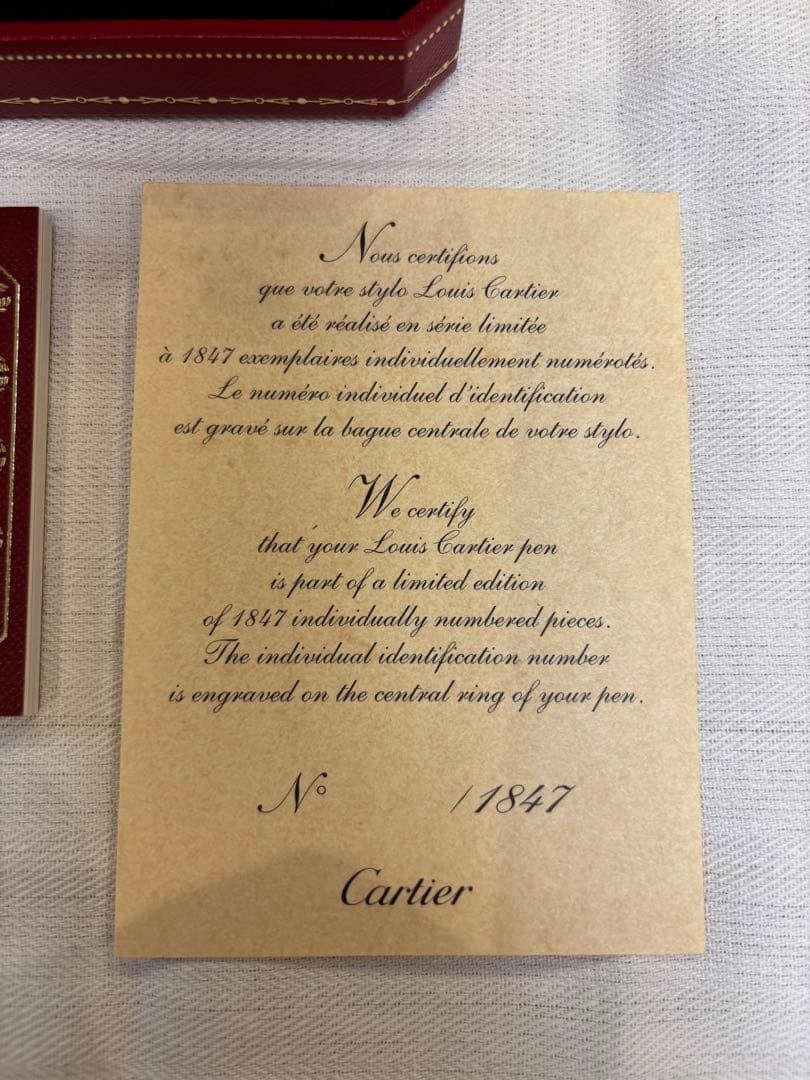 Nous certifions
que votre stylo Louis Cartier
a été réalisé en série limitée
à 1847 exemplaires individuellement numérotés.
Le numéro individuel d'identification
est gravé sur la bague centrale de votre stylo.
We certify
that your Louis Cartier pen
is part of a limited edition
of 1847 individually numbered pieces.
The individual identification number
is engraved on the central ring of your pen.
N° / 1847
Cartier